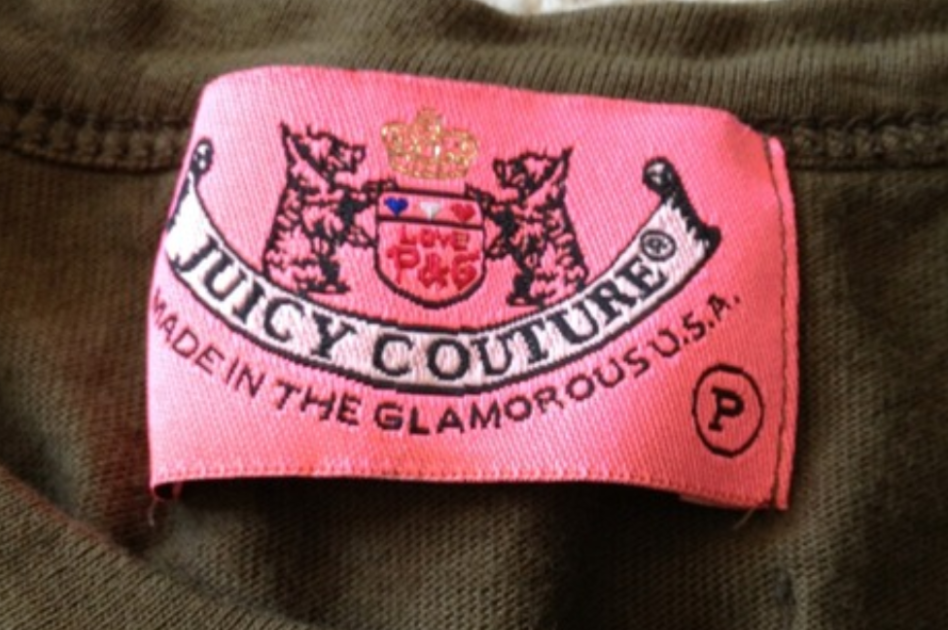 LOVE
P&G
JUICY COUTURE®
MADE IN THE GLAMOROUS U.S.A.
P